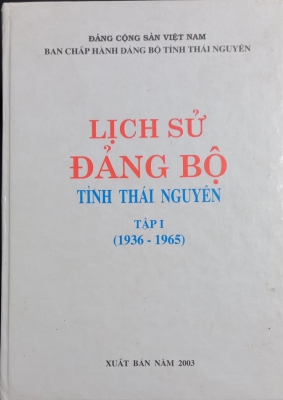 ĐẢNG CỘNG SẢN VIỆT NAM
BAN CHẤP HÀNH ĐẢNG BỘ TỈNH THÁI NGUYÊN
LỊCH SỬ
ĐẢNG BỘ
TỈNH THÁI NGUYÊN
TẬP I
(1936 - 1965)
XUẤT BẢN NĂM 2003